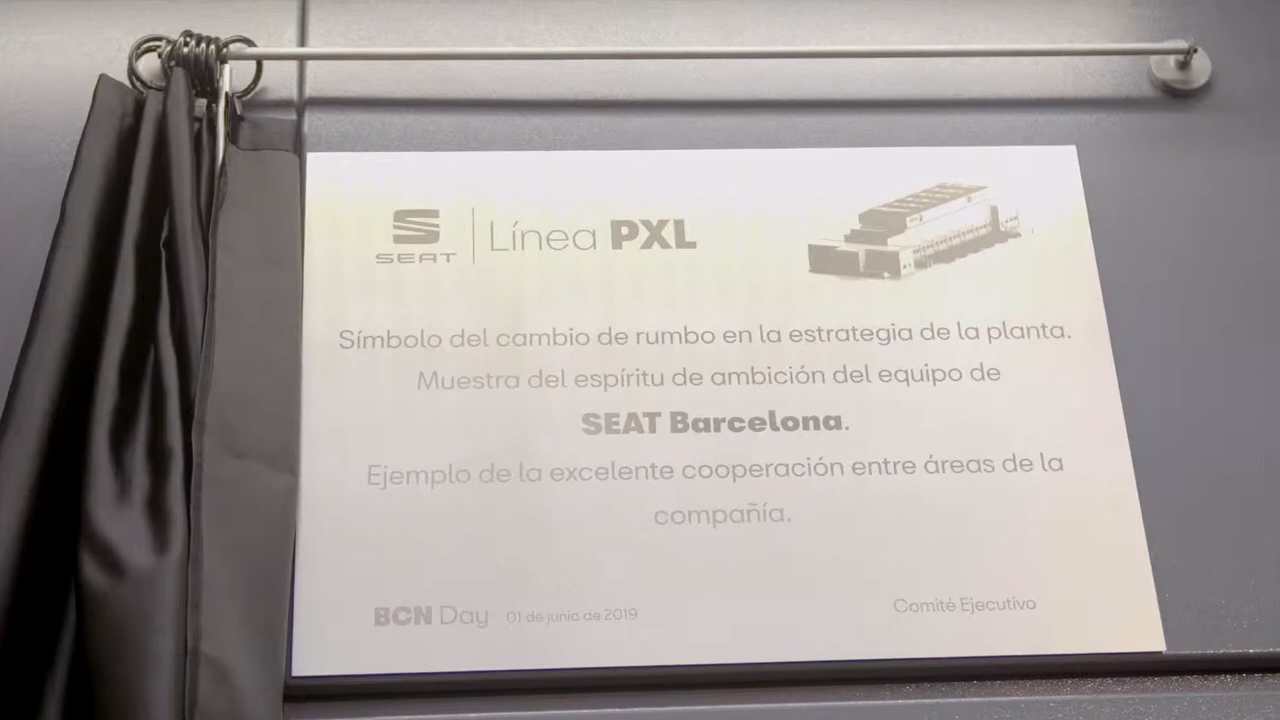 SEAT
Línea PXL
Símbolo del cambio de rumbo en la estrategia de la planta.
Muestra del espíritu de ambición del equipo de
SEAT Barcelona.
Ejemplo de la excelente cooperación entre áreas de la
compañía.
BCN Day 01 de junio de 2019
Comité Ejecutivo